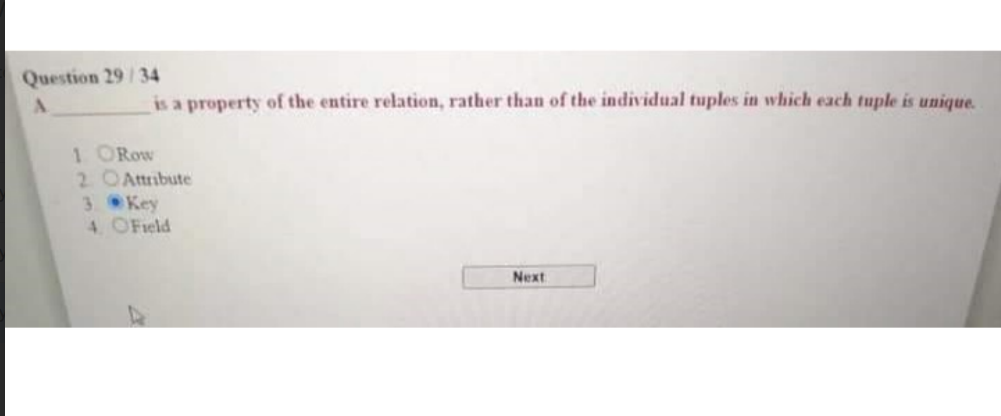 Question 29 / 34
A ________ is a property of the entire relation, rather than of the individual tuples in which each tuple is unique.
1. Row
2. Attribute
3. Key
4. Field
Next